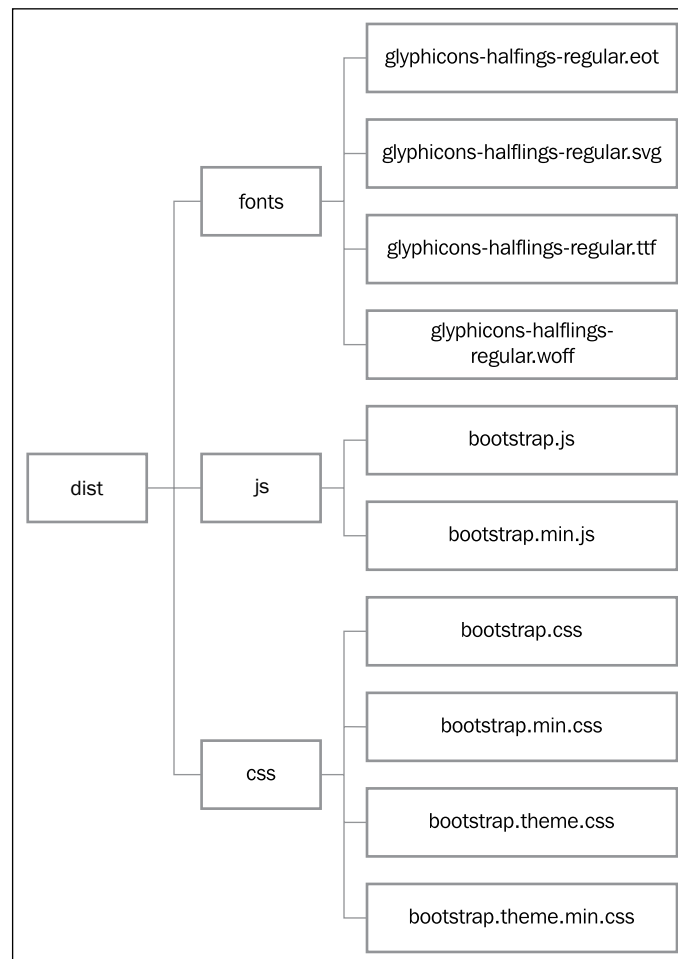 glyphicons-halfings-regular.eot
glyphicons-halflings-regular.svg
fonts
glyphicons-halflings-regular.ttf
glyphicons-halflings-
regular.woff
bootstrap.js
dist
js
bootstrap.min.js
bootstrap.css
bootstrap.min.css
css
bootstrap.theme.css
bootstrap.theme.min.css